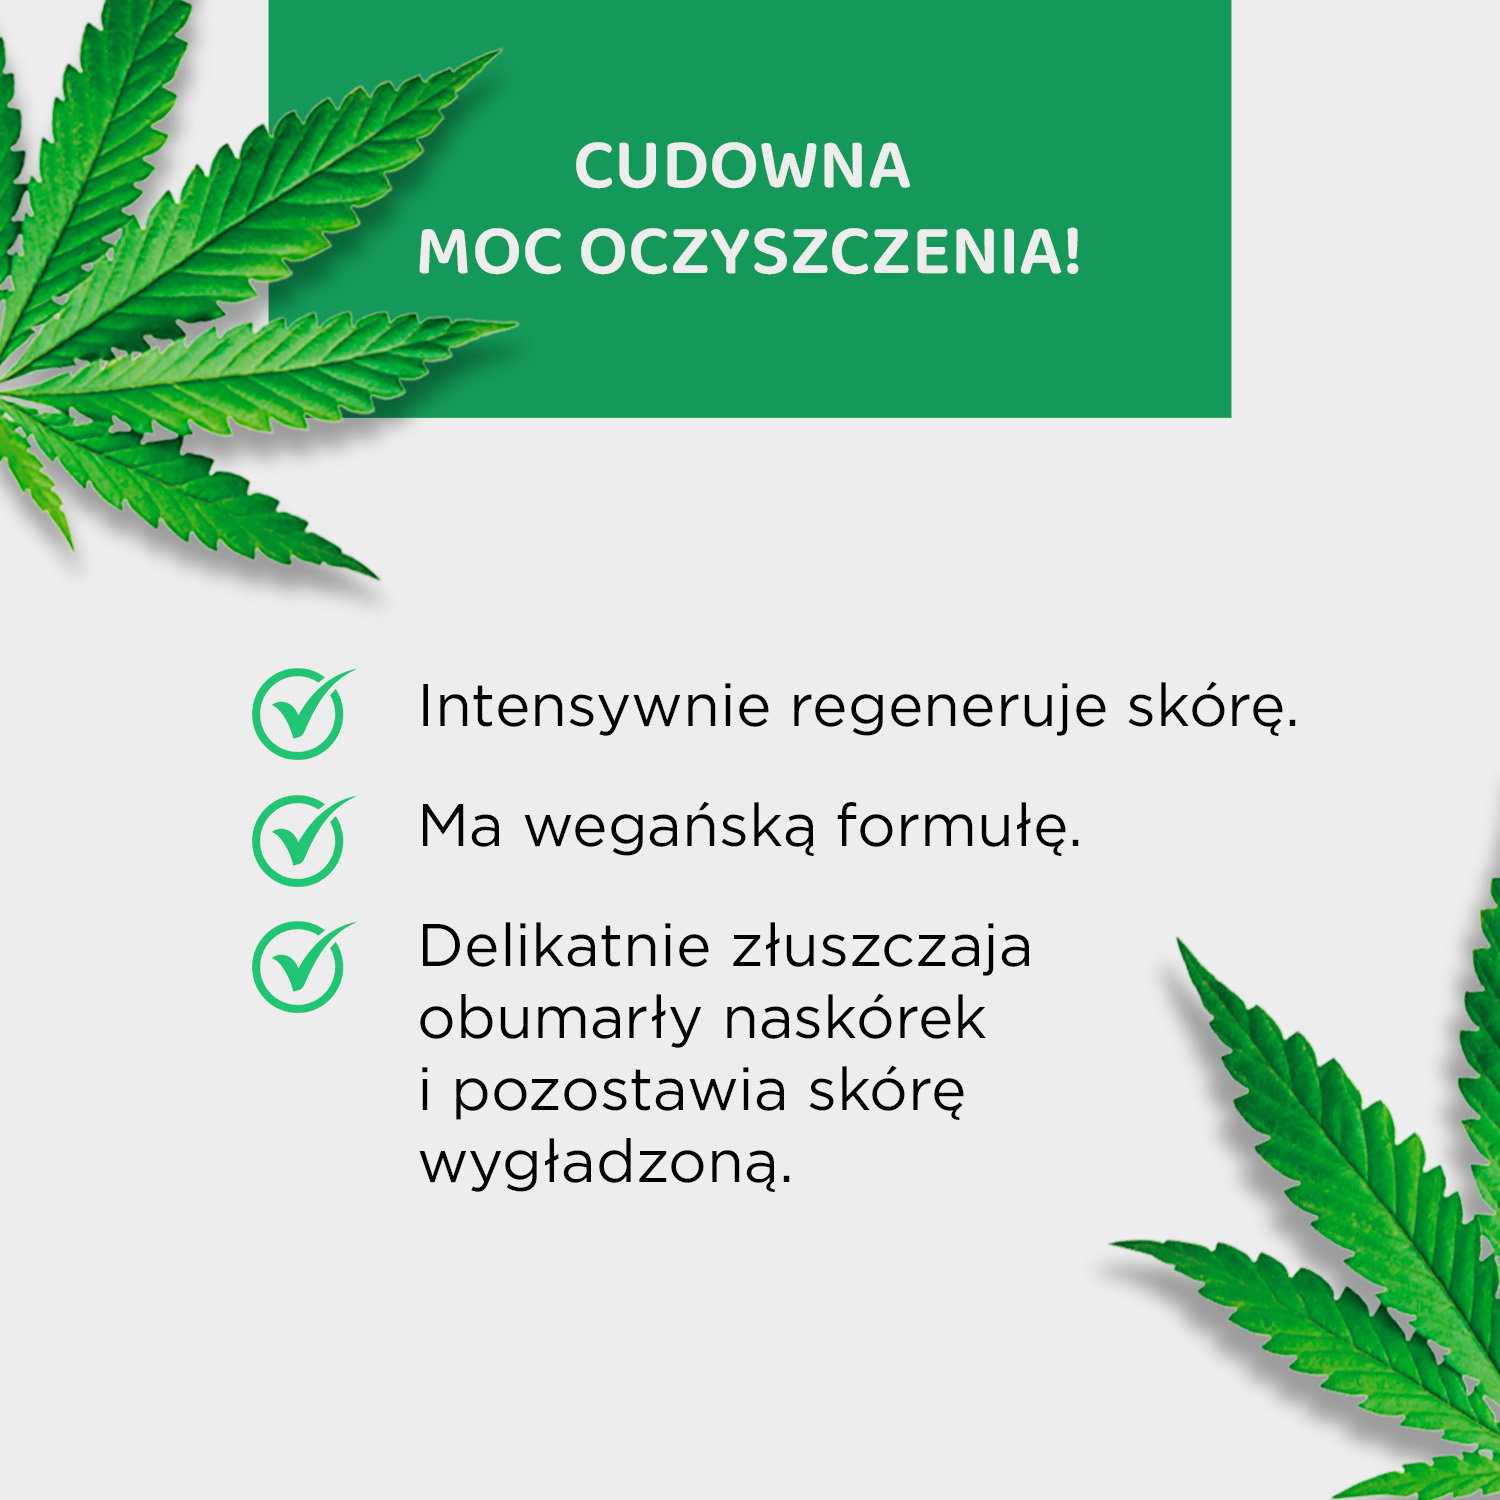 CUDOWNA
MOC OCZYSZCZENIA!
Intensywnie regeneruje skórę.
Ma wegańską formułę.
Delikatnie złuszczaja
obumarły naskórek
i pozostawia skórę
wygładzoną.